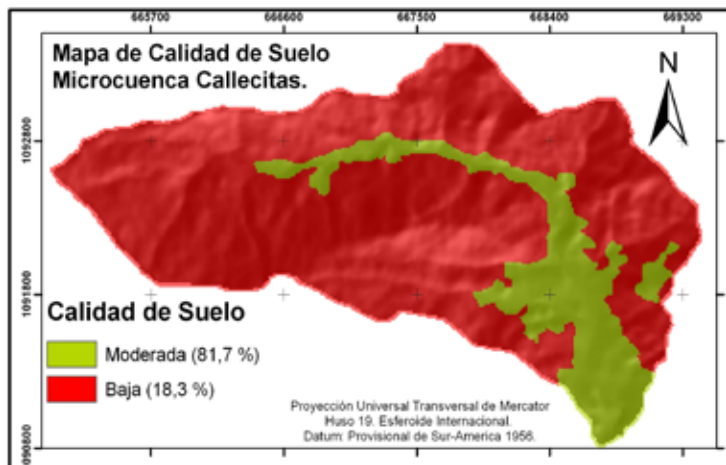 665700 666600 667500 668400 669300
Mapa de Calidad de Suelo
Microcuenca Callecitas.
N
1092800
1091800
Calidad de Suelo
Moderada (81,7 %)
Baja (18,3 %)
Proyección Universal Transversal de Mercator
Huso 19. Esferoide Internacional.
Datum: Provisional de Sur-America 1956.
090800